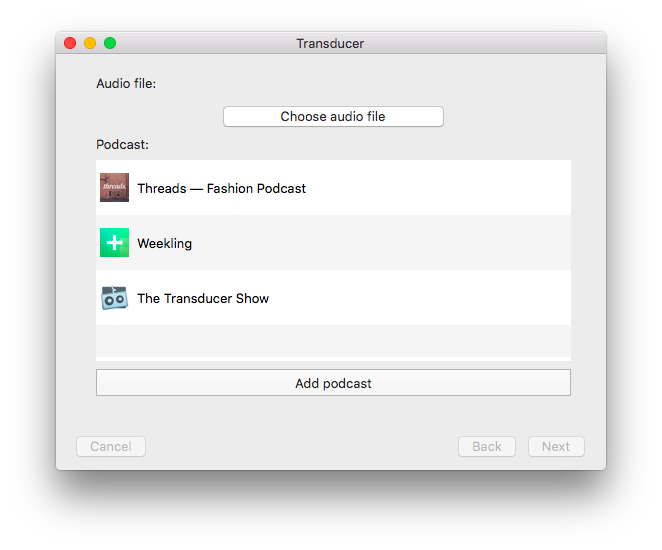 Transducer
Audio file:
Choose audio file
Podcast:
threads.
Threads — Fashion Podcast
Weekling
The Transducer Show
Add podcast
Cancel
Back
Next